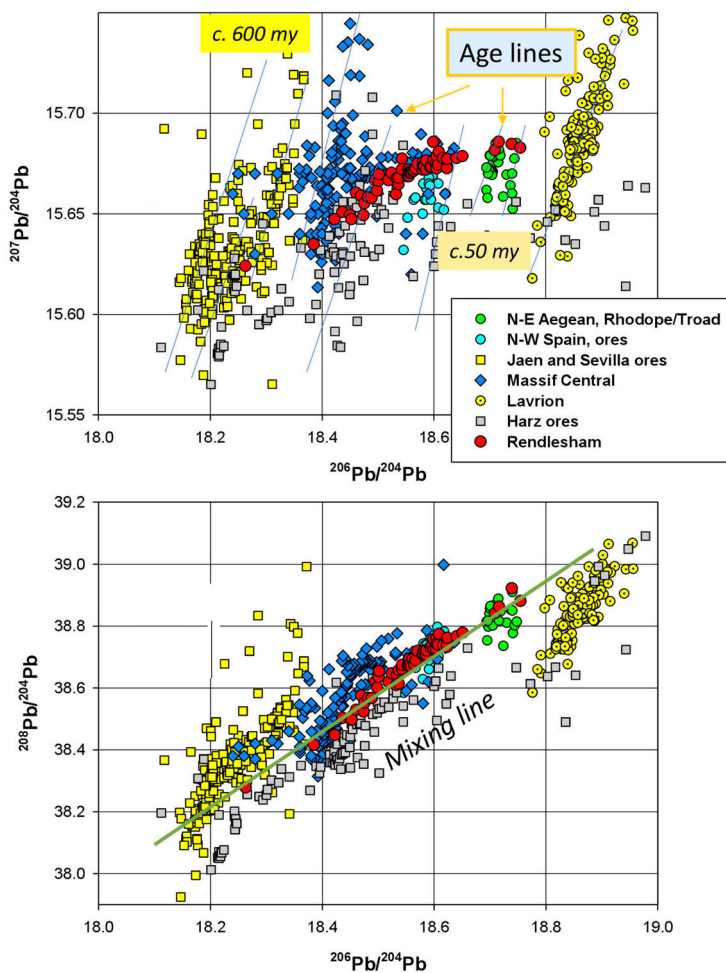 c. 600 my
Age lines
15.70
15.65
15.60
15.55
²⁰⁷Pb/²⁰⁴Pb
c.50 my
18.0
18.2
18.4
18.6
²⁰⁶Pb/²⁰⁴Pb
N-E Aegean, Rhodope/Troad
N-W Spain, ores
Jaen and Sevilla ores
Massif Central
Lavrion
Harz ores
Rendlesham
39.2
39.0
38.8
38.6
38.4
38.2
38.0
²⁰⁸Pb/²⁰⁴Pb
Mixing line
18.0
18.2
18.4
18.6
18.8
19.0
²⁰⁶Pb/²⁰⁴Pb